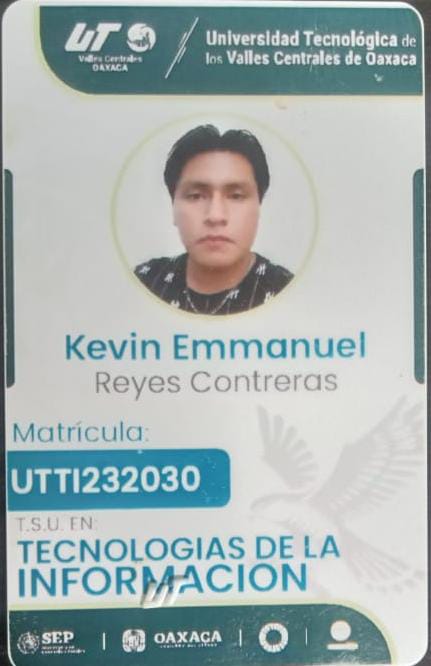 UT
Valles Centrales
OAXACA
Universidad Tecnológica de
los Valles Centrales de Oaxaca
Kevin Emmanuel
Reyes Contreras
Matrícula:
UTTI232030
T.S.U. EN:
TECNOLOGIAS DE LA
INFORMACION
UT
SEP
OAXACA